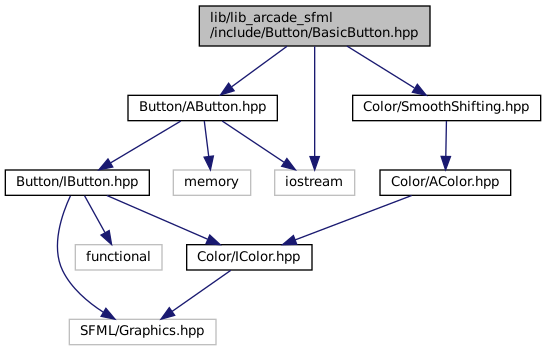 lib/lib_arcade_sfml
/include/Button/BasicButton.hpp
Button/AButton.hpp
Color/SmoothShifting.hpp
Button/IButton.hpp
memory
iostream
Color/AColor.hpp
functional
Color/IColor.hpp
SFML/Graphics.hpp